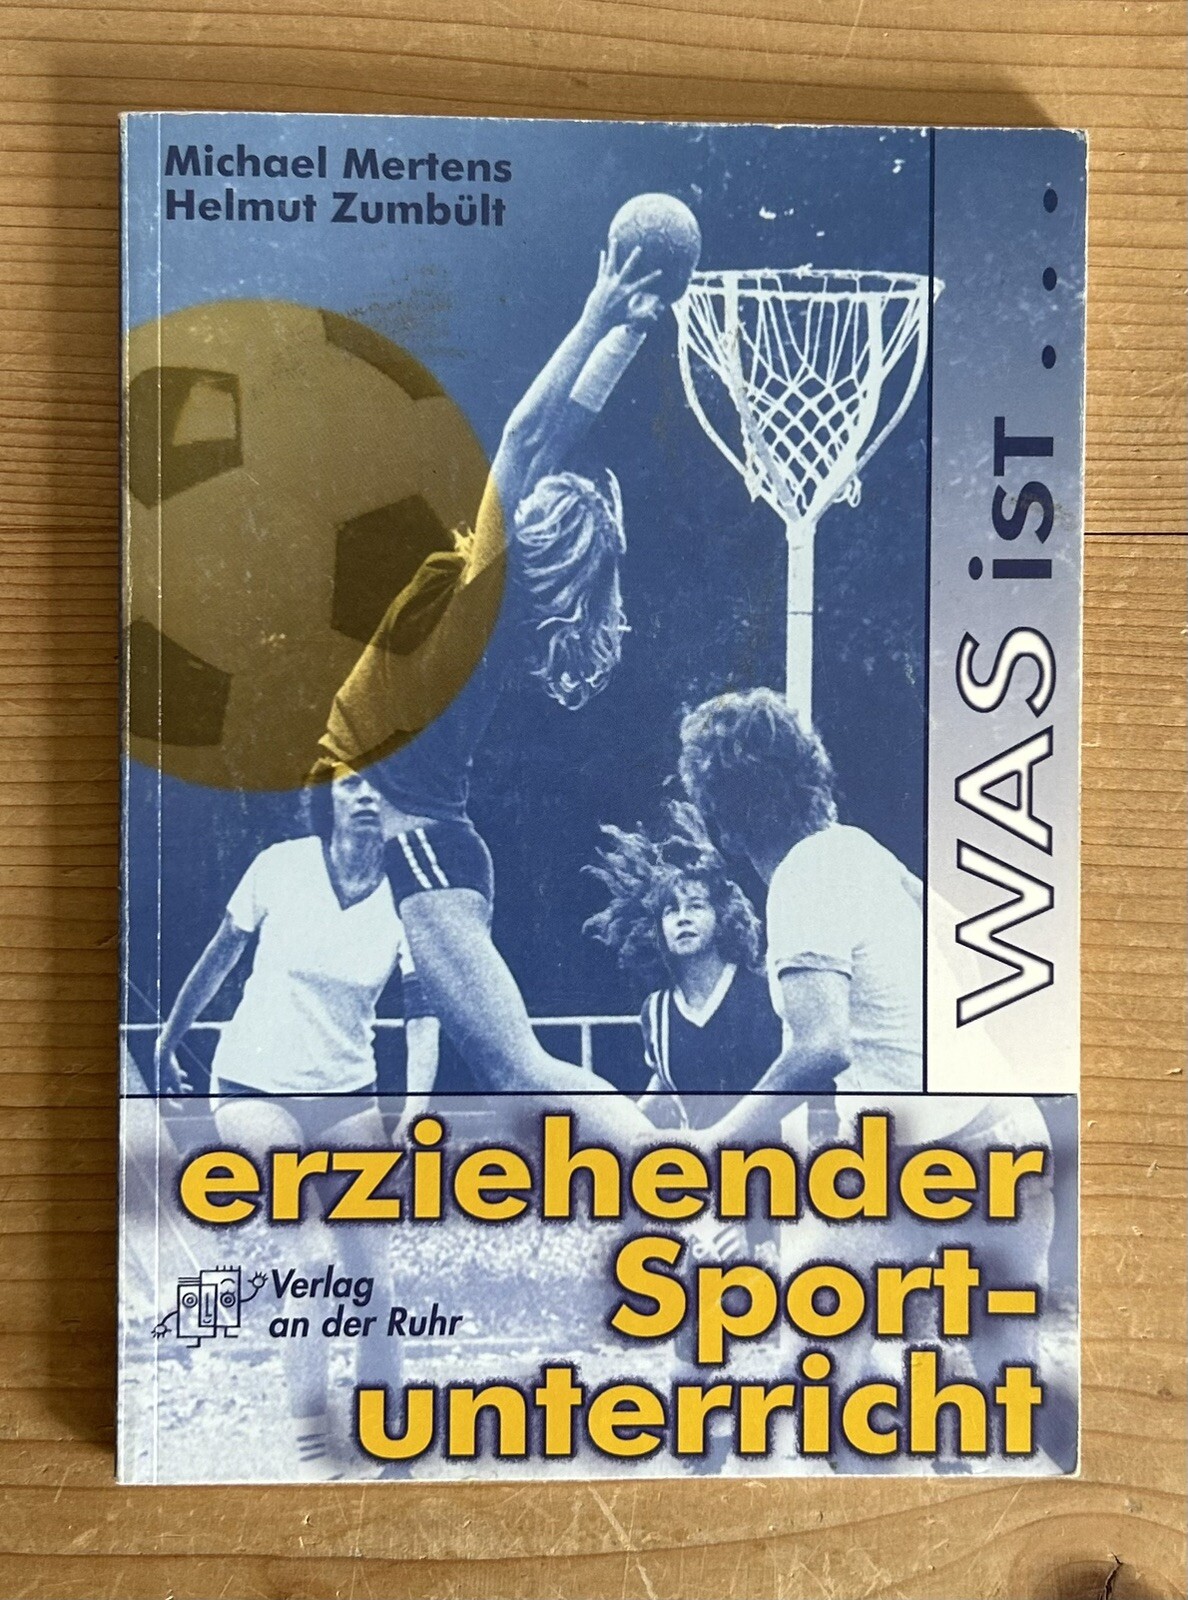 Michael Mertens
Helmut Zumbült
WAS iST ...
erziehender
Sport-
unterricht
Verlag
an der Ruhr